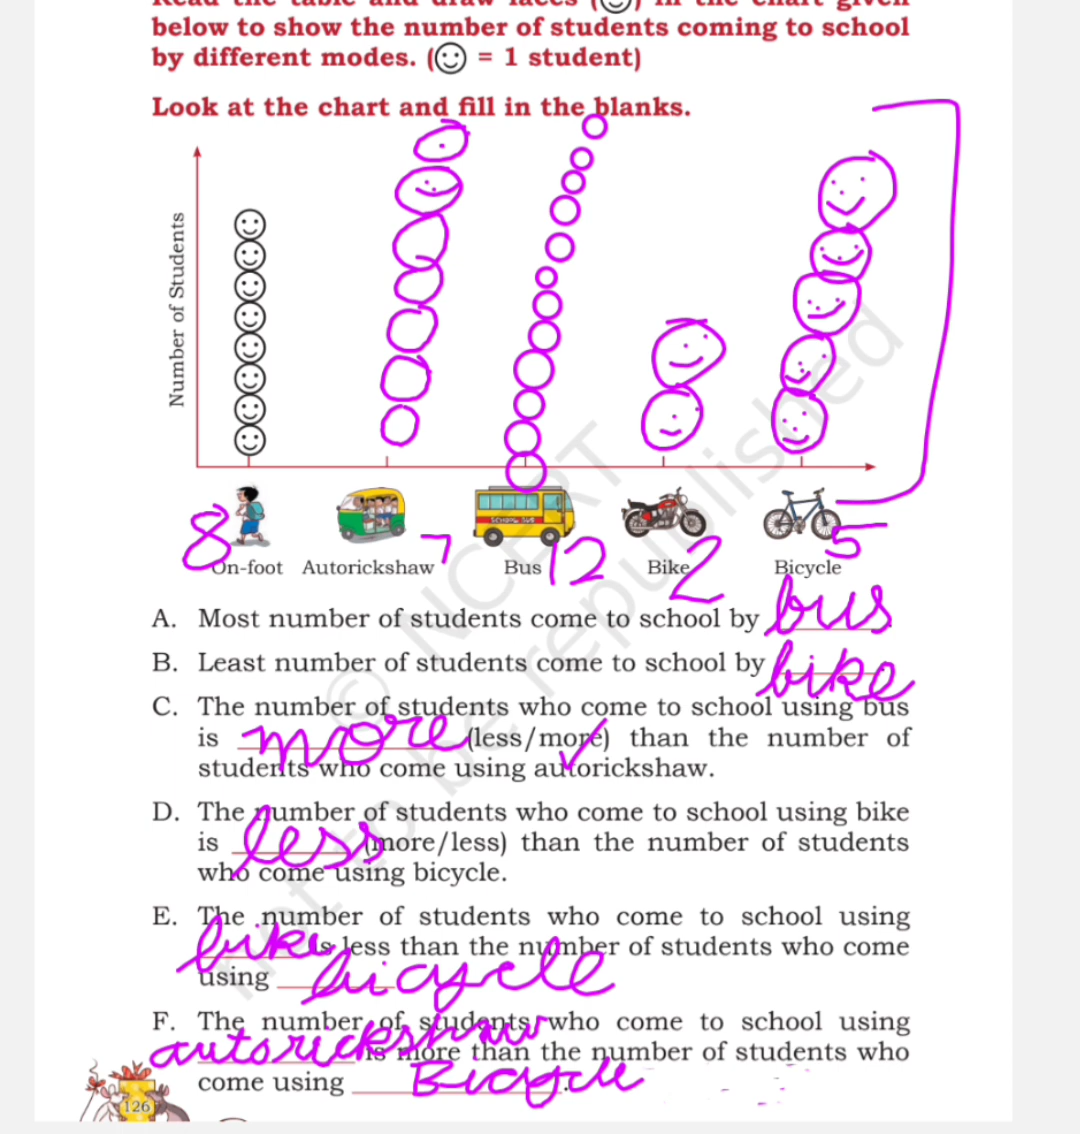 below to show the number of students coming to school
by different modes. (☺ = 1 student)
Look at the chart and fill in the blanks.
Number of Students
SCHOOL BUS
8 7 12 2 5
On-foot Autorickshaw Bus Bike Bicycle
A. Most number of students come to school by bus
B. Least number of students come to school by bike
C. The number of students who come to school using bus
is more (less/more) than the number of
students who come using autorickshaw.
D. The number of students who come to school using bike
is less (more/less) than the number of students
who come using bicycle.
E. The number of students who come to school using
bike is less than the number of students who come
using bicycle
F. The number of students who come to school using
autorickshaw is more than the number of students who
come using Bicycle.
126
© NCERT
not to be republished